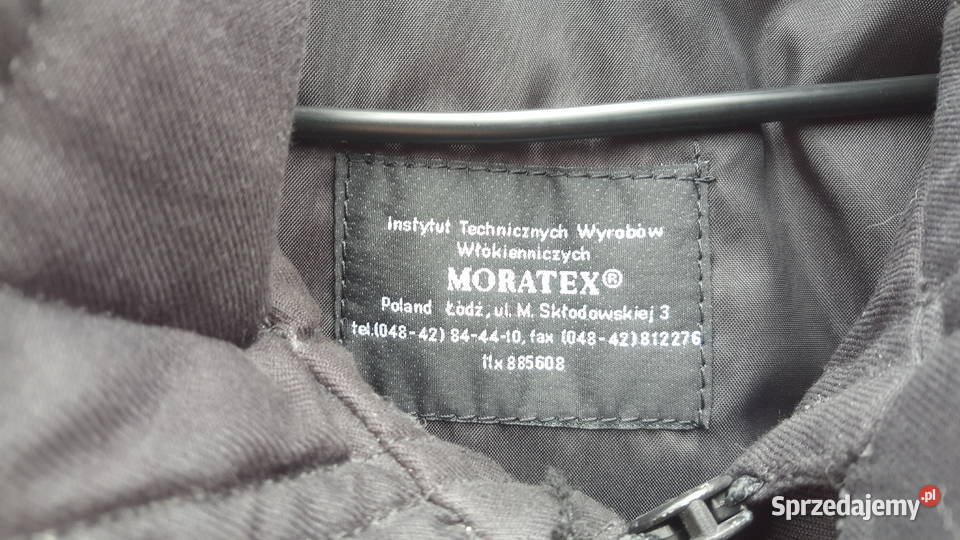 Instytut Technicznych Wyrobów
Włókienniczych
MORATEX®
Poland Łódź, ul. M. Skłodowskiej 3
tel.(048-42) 84-44-10, fax (048-42)812276
tlx 885608
Sprzedajemy.pl